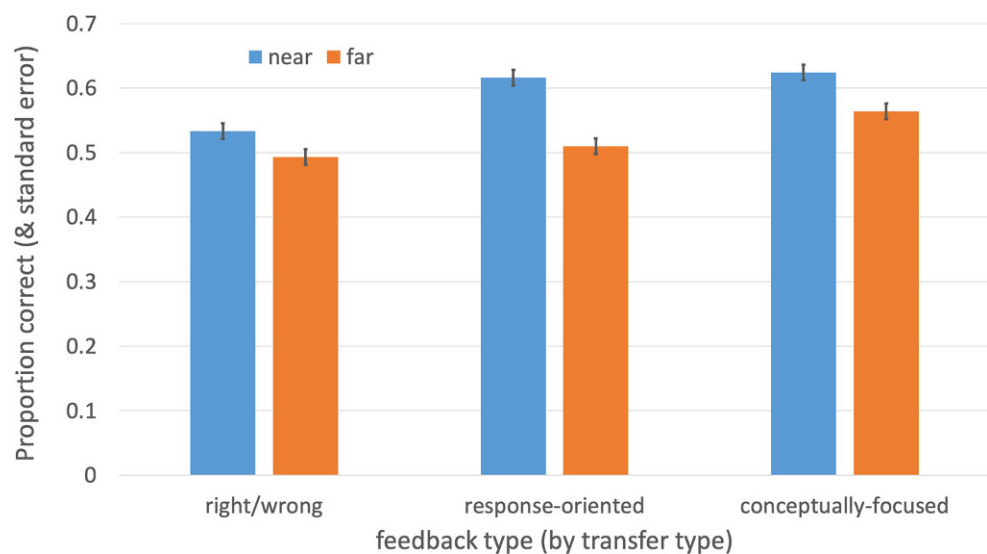 Proportion correct (& standard error)
0.7
0.6
0.5
0.4
0.3
0.2
0.1
0
near far
right/wrong response-oriented conceptually-focused
feedback type (by transfer type)